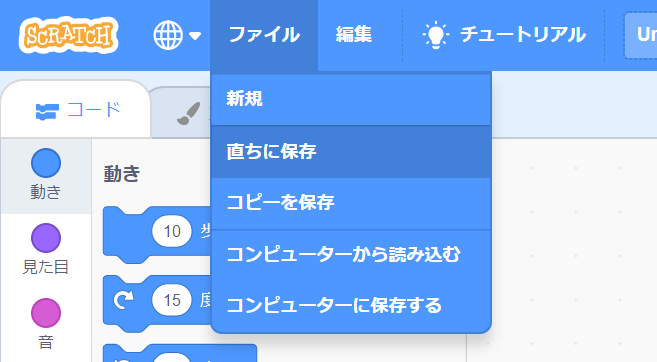 SCRATCH
ファイル
編集
チュートリアル
Un
新規
直ちに保存
コピーを保存
コンピューターから読み込む
コンピューターに保存する
コード
動き
見た目
音
動き
10
15